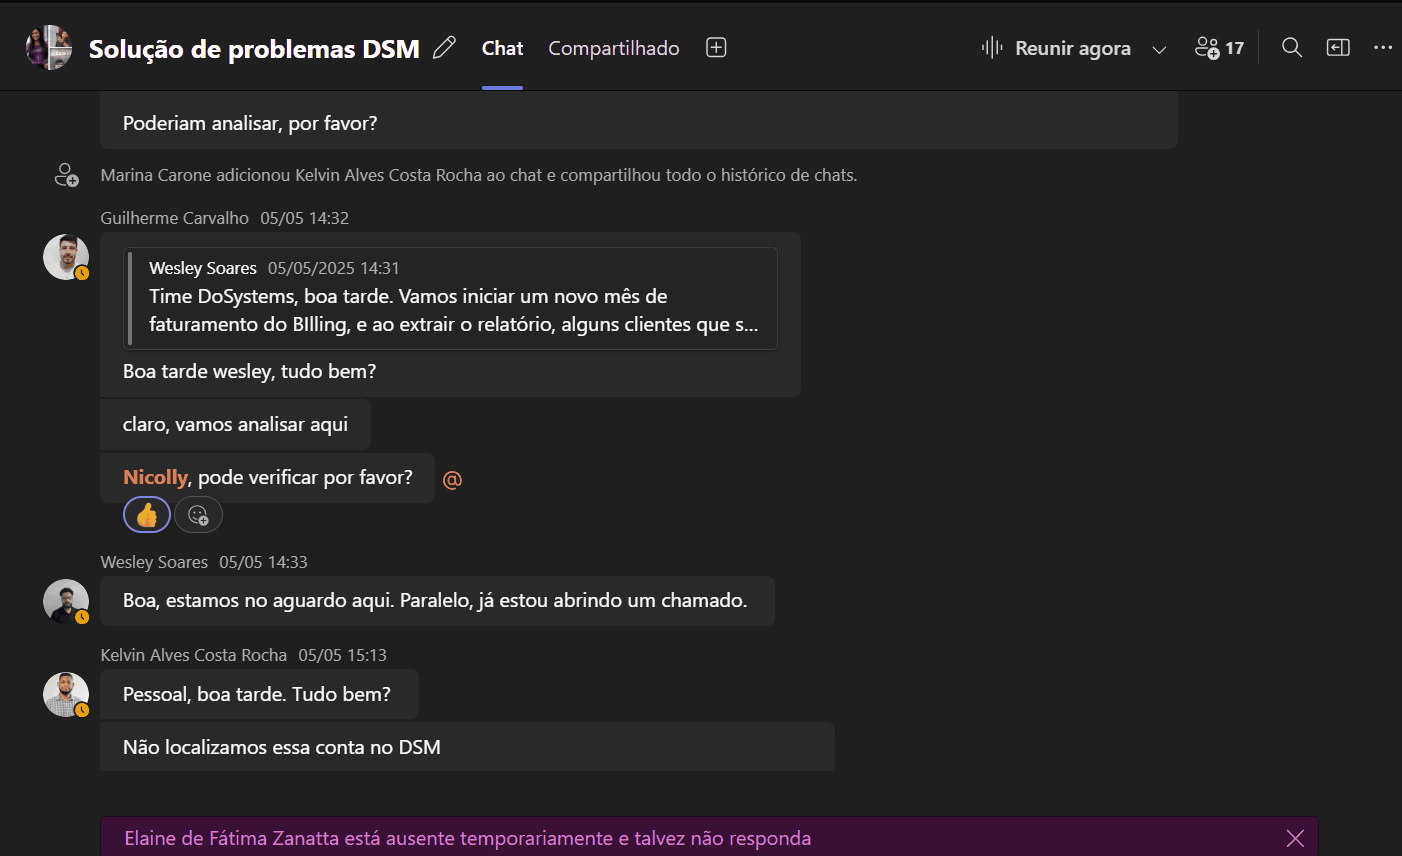 Solução de problemas DSM Chat Compartilhado Reunir agora 17
Poderiam analisar, por favor?
Marina Carone adicionou Kelvin Alves Costa Rocha ao chat e compartilhou todo o histórico de chats.
Guilherme Carvalho 05/05 14:32
Wesley Soares 05/05/2025 14:31
Time DoSystems, boa tarde. Vamos iniciar um novo mês de
faturamento do BIlling, e ao extrair o relatório, alguns clientes que s...
Boa tarde wesley, tudo bem?
claro, vamos analisar aqui
Nicolly, pode verificar por favor? @
Wesley Soares 05/05 14:33
Boa, estamos no aguardo aqui. Paralelo, já estou abrindo um chamado.
Kelvin Alves Costa Rocha 05/05 15:13
Pessoal, boa tarde. Tudo bem?
Não localizamos essa conta no DSM
Elaine de Fátima Zanatta está ausente temporariamente e talvez não responda